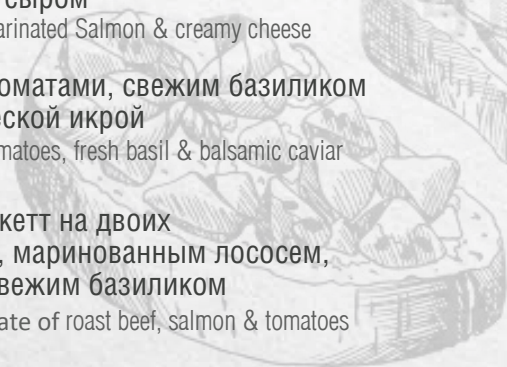 сыром
arinated Salmon & creamy cheese
оматами, свежим базиликом
еской икрой
matoes, fresh basil & balsamic caviar
кетт на двоих
, маринованным лососем,
вежим базиликом
ate of roast beef, salmon & tomatoes